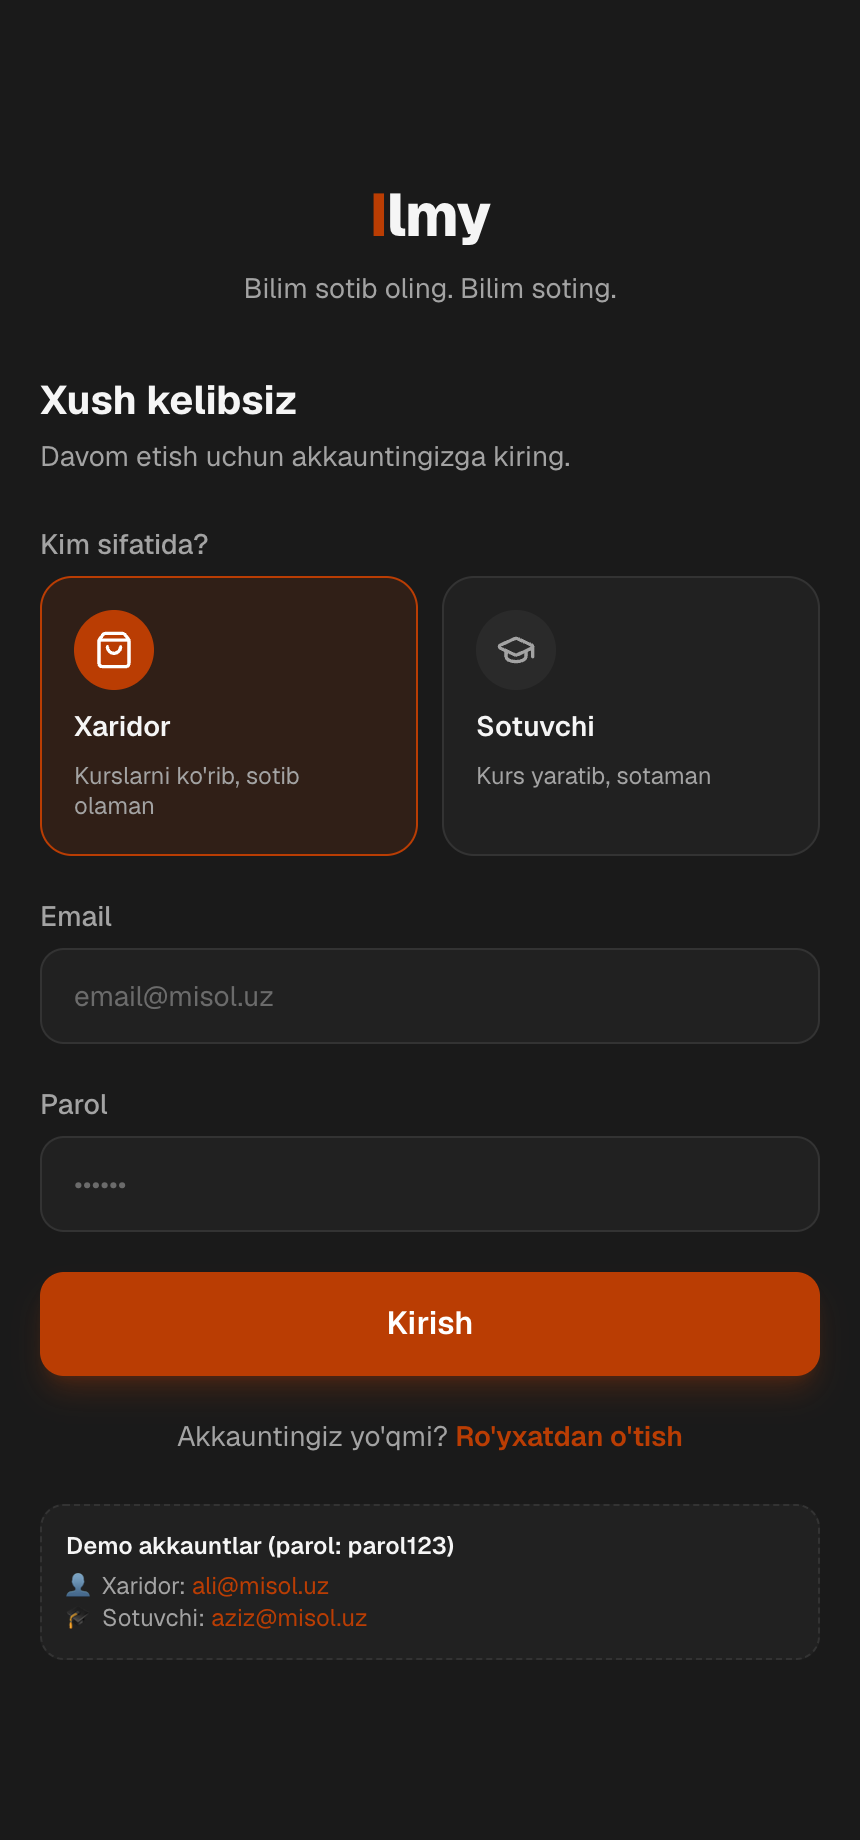 Ilmy
Bilim sotib oling. Bilim soting.
Xush kelibsiz
Davom etish uchun akkauntingizga kiring.
Kim sifatida?
Xaridor
Kurslarni ko'rib, sotib
olaman
Sotuvchi
Kurs yaratib, sotaman
Email
email@misol.uz
Parol
••••••
Kirish
Akkauntingiz yo'qmi? Ro'yxatdan o'tish
Demo akkauntlar (parol: parol123)
👤 Xaridor: ali@misol.uz
🎓 Sotuvchi: aziz@misol.uz